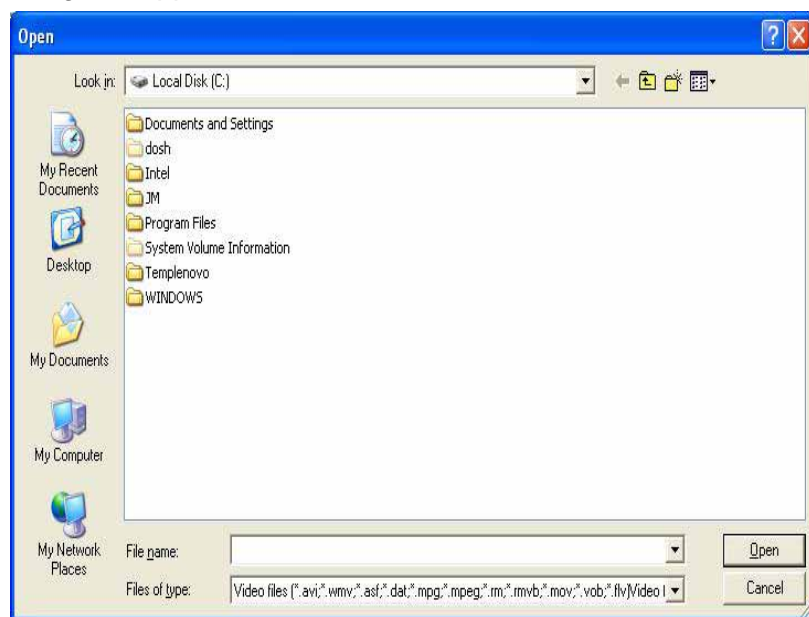 Open
Look in:
Local Disk (C:)
Documents and Settings
dosh
Intel
JM
Program Files
System Volume Information
Templenovo
WINDOWS
My Recent
Documents
Desktop
My Documents
My Computer
My Network
Places
File name:
Open
Files of type:
Video files (*.avi;*.wmv;*.asf;*.dat;*.mpg;*.mpeg;*.rm;*.rmvb;*.mov;*.vob;*.flv)Video
Cancel